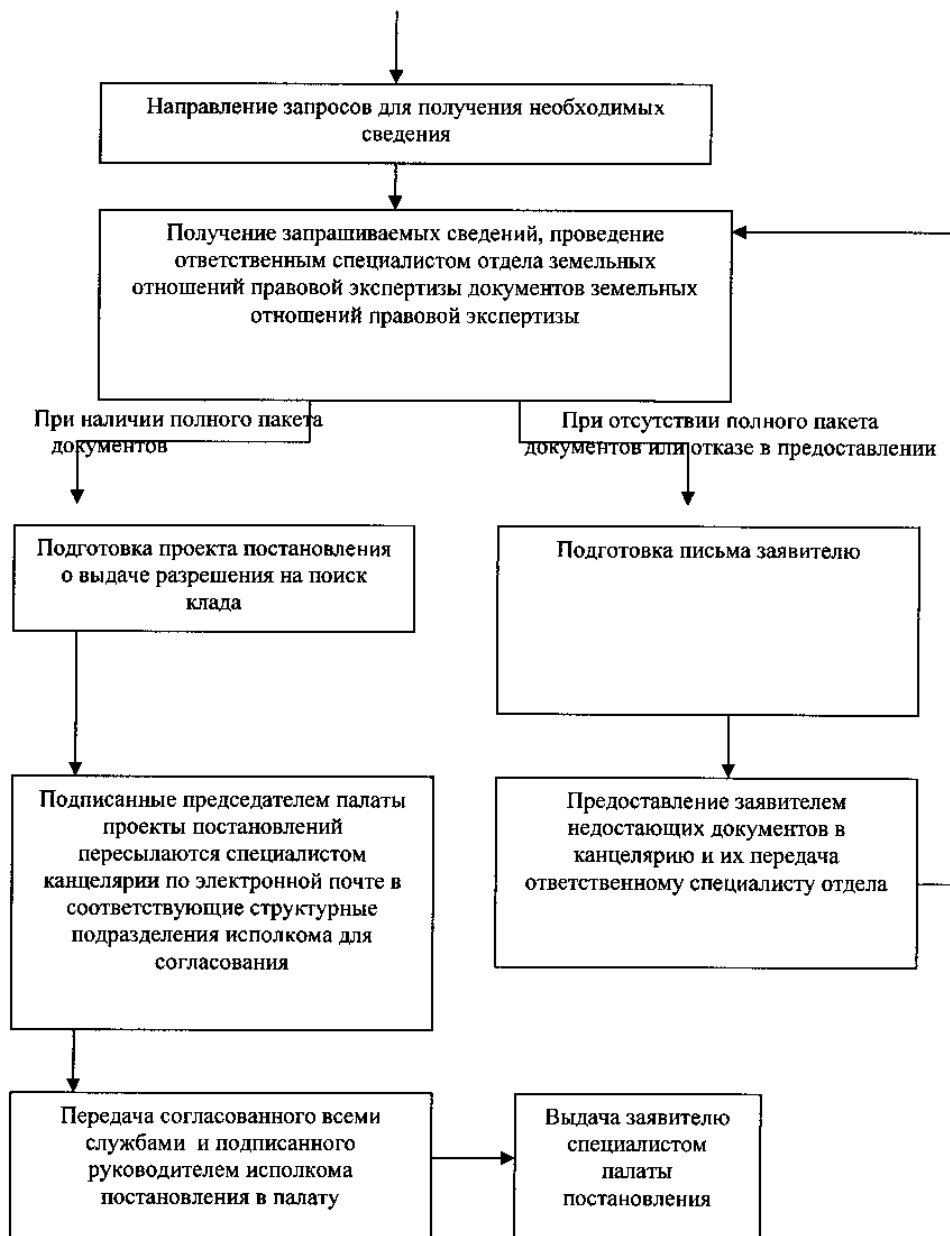 Направление запросов для получения необходимых
сведения
Получение запрашиваемых сведений, проведение
ответственным специалистом отдела земельных
отношений правовой экспертизы документов земельных
отношений правовой экспертизы
При наличии полного пакета
документов
При отсутствии полного пакета
документов или отказе в предоставлении
Подготовка проекта постановления
о выдаче разрешения на поиск
клада
Подготовка письма заявителю
Подписанные председателем палаты
проекты постановлений
пересылаются специалистом
канцелярии по электронной почте в
соответствующие структурные
подразделения исполкома для
согласования
Предоставление заявителем
недостающих документов в
канцелярию и их передача
ответственному специалисту отдела
Передача согласованного всеми
службами и подписанного
руководителем исполкома
постановления в палату
Выдача заявителю
специалистом
палаты
постановления